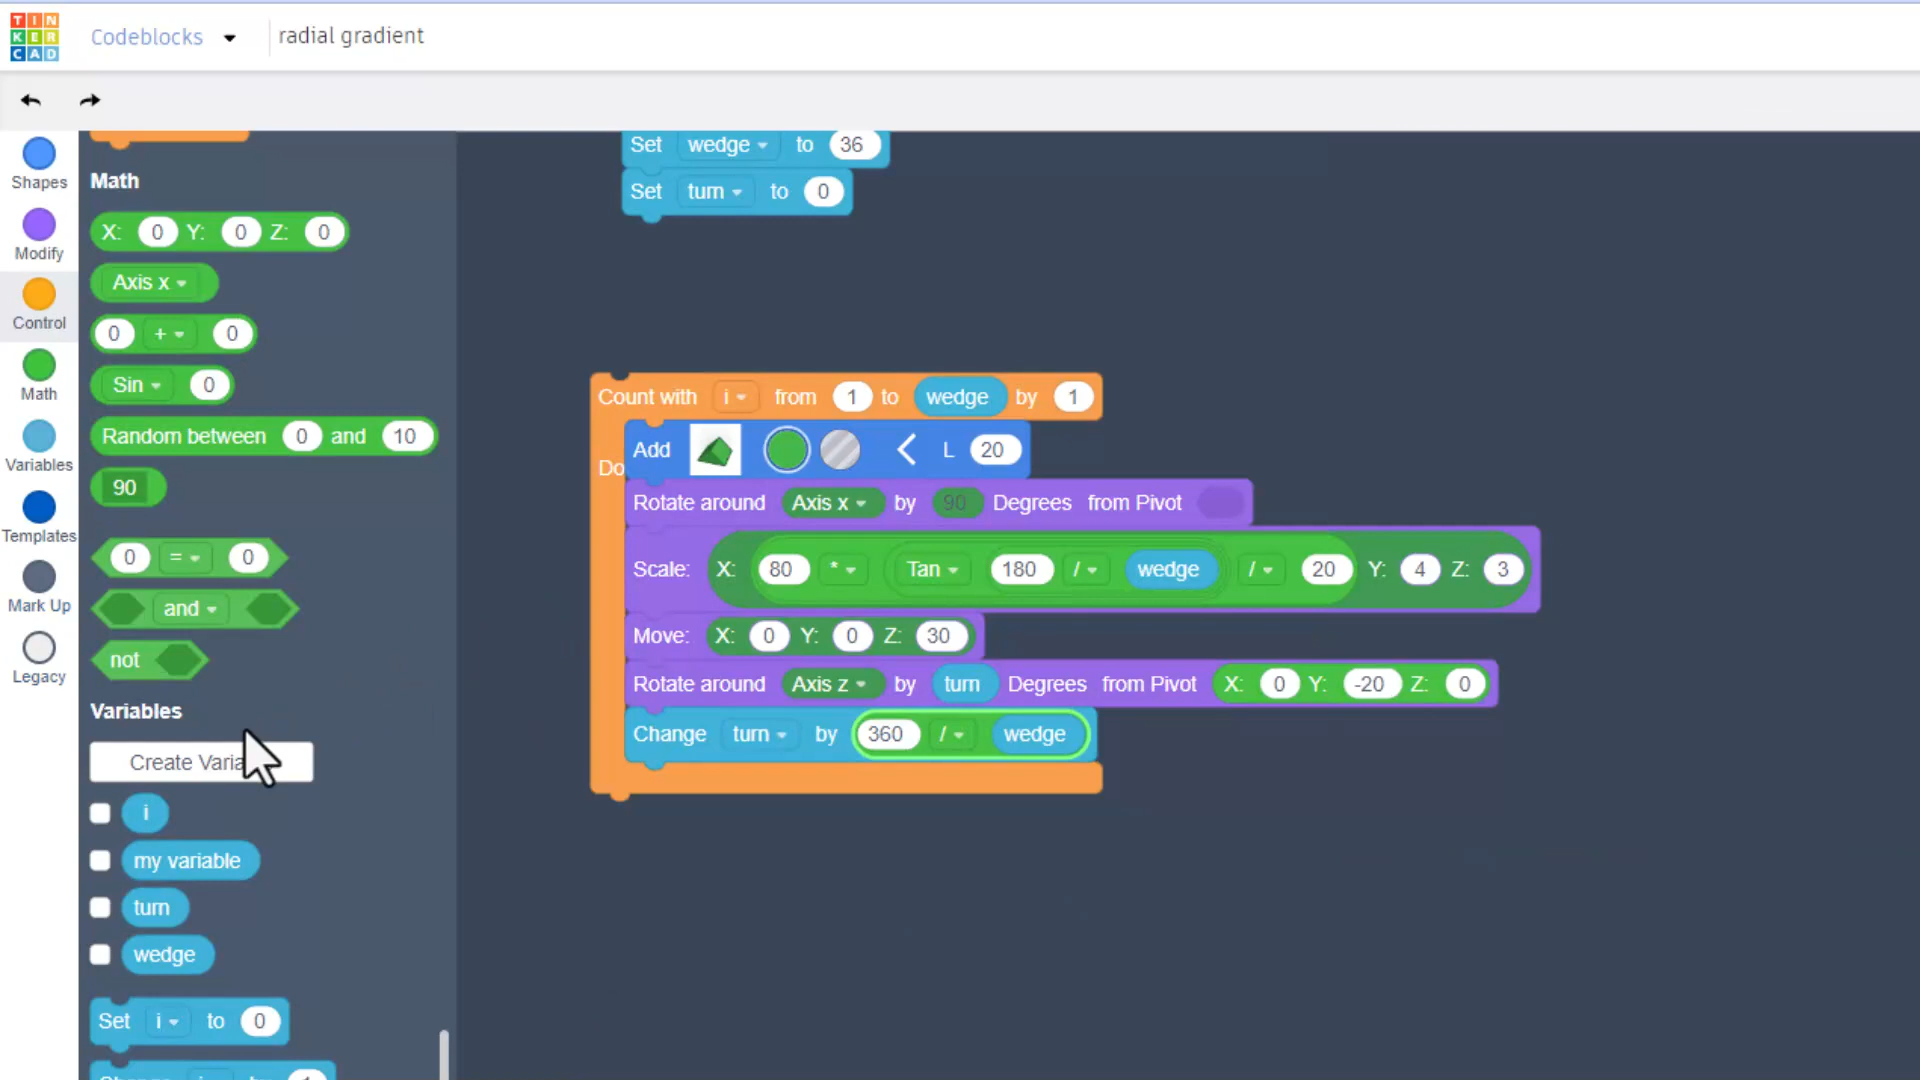 TIN
KER
CAD
Codeblocks
radial gradient
Shapes
Modify
Control
Math
Variables
Templates
Mark Up
Legacy
Math
X: 0 Y: 0 Z: 0
Axis x
0 + 0
Sin 0
Random between 0 and 10
90
0 = 0
and
not
Variables
Create Varia
i
my variable
turn
wedge
Set i to 0
Set wedge to 36
Set turn to 0
Count with i from 1 to wedge by 1
Do
Add L 20
Rotate around Axis x by 90 Degrees from Pivot
Scale: X: 80 * Tan 180 / wedge / 20 Y: 4 Z: 3
Move: X: 0 Y: 0 Z: 30
Rotate around Axis z by turn Degrees from Pivot X: 0 Y: -20 Z: 0
Change turn by 360 / wedge